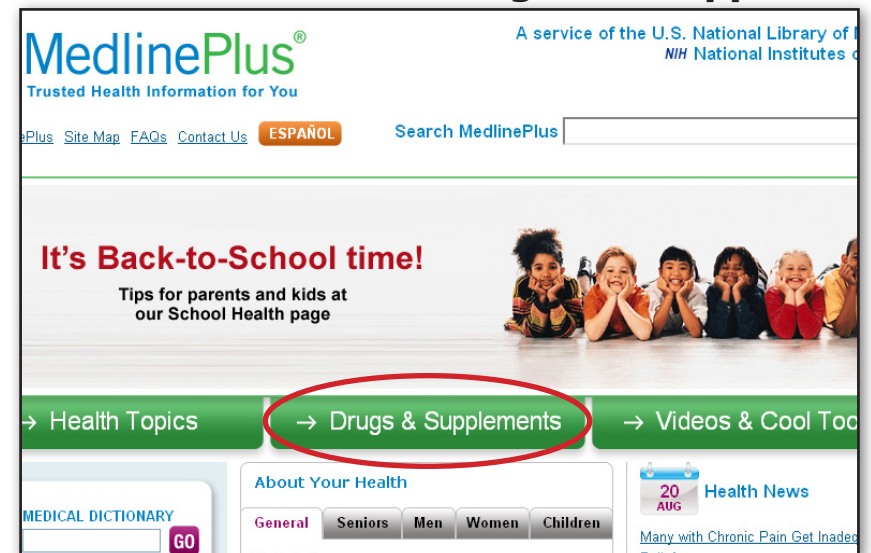 MedlinePlus®
Trusted Health Information for You
A service of the U.S. National Library of
NIH National Institutes
ePlus Site Map FAQs Contact Us ESPAÑOL Search MedlinePlus
It's Back-to-School time!
Tips for parents and kids at
our School Health page
→ Health Topics → Drugs & Supplements → Videos & Cool Too
About Your Health
20
AUG
Health News
MEDICAL DICTIONARY
GO
General Seniors Men Women Children
Many with Chronic Pain Get Inadeq